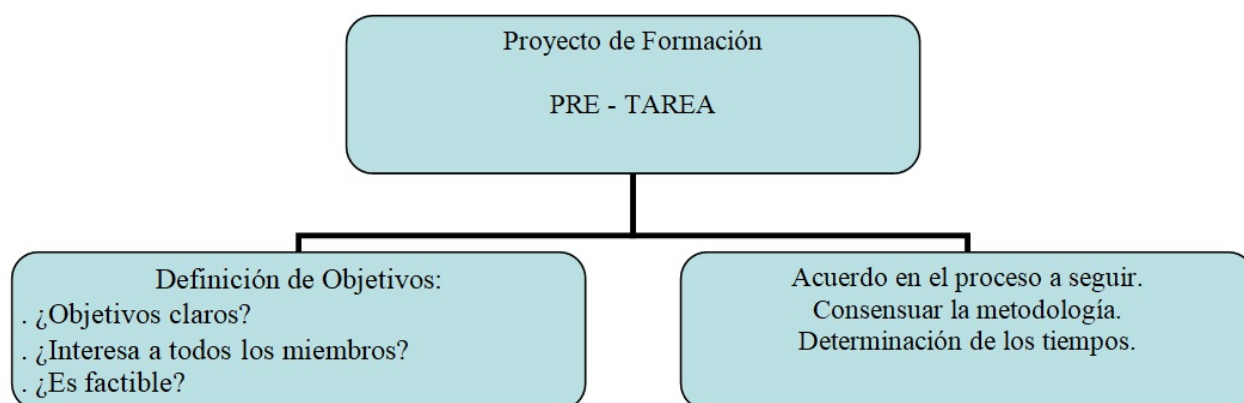 Proyecto de Formación
PRE - TAREA
Definición de Objetivos:
. ¿Objetivos claros?
. ¿Interesa a todos los miembros?
. ¿Es factible?
Acuerdo en el proceso a seguir.
Consensuar la metodología.
Determinación de los tiempos.